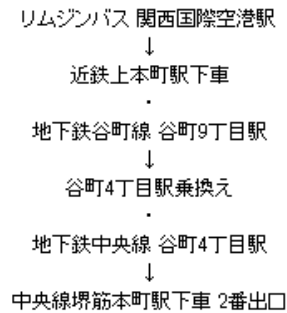 リムジンバス 関西国際空港駅
↓
近鉄上本町駅下車
・
地下鉄谷町線 谷町9丁目駅
↓
谷町4丁目駅乗換え
・
地下鉄中央線 谷町4丁目駅
↓
中央線堺筋本町駅下車 2番出口